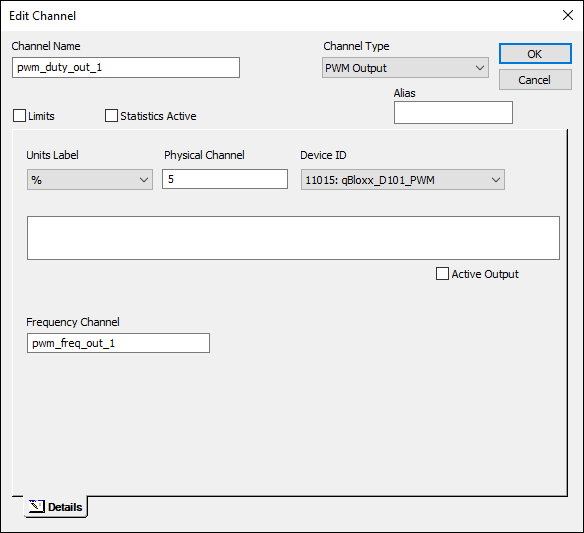 Edit Channel
Channel Name
Channel Type
pwm_duty_out_1
PWM Output
OK
Cancel
Alias
Limits
Statistics Active
Units Label
Physical Channel
Device ID
%
5
11015: qBloxx_D101_PWM
Active Output
Frequency Channel
pwm_freq_out_1
Details